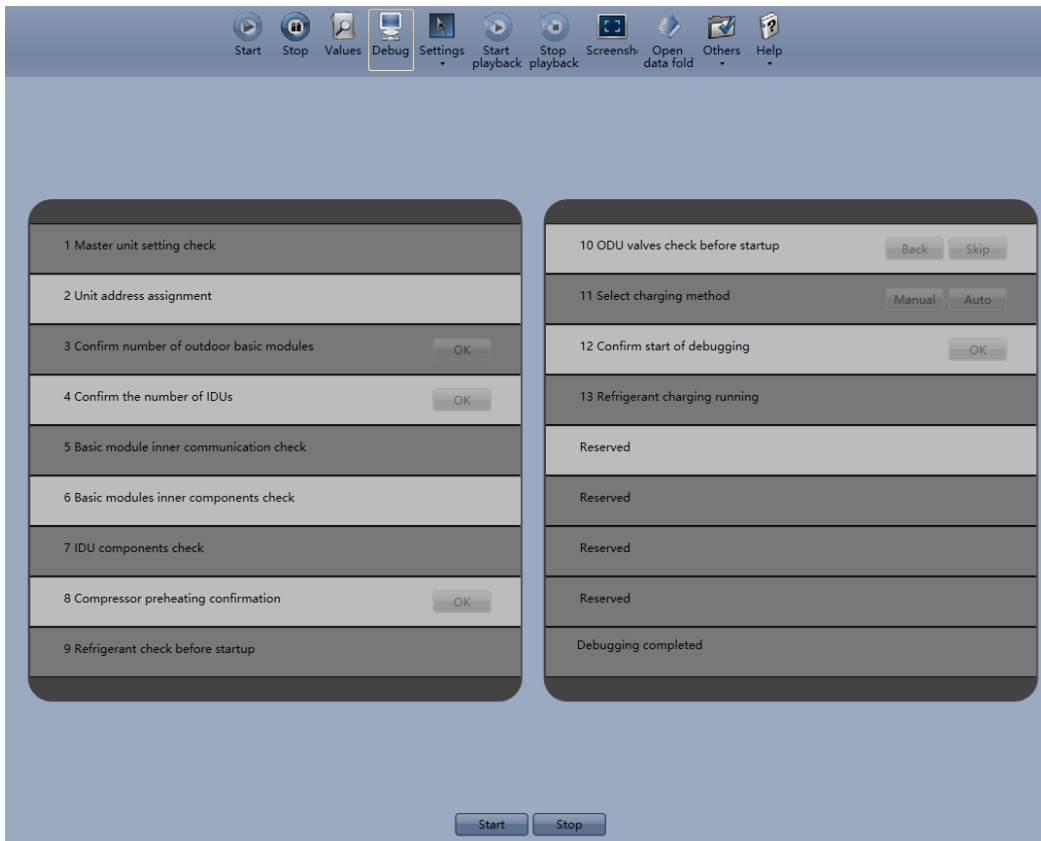 Start Stop Values Debug Settings Start playback Stop playback Screensh Open data fold Others Help
1 Master unit setting check
2 Unit address assignment
3 Confirm number of outdoor basic modules OK
4 Confirm the number of IDUs OK
5 Basic module inner communication check
6 Basic modules inner components check
7 IDU components check
8 Compressor preheating confirmation OK
9 Refrigerant check before startup
10 ODU valves check before startup Back Skip
11 Select charging method Manual Auto
12 Confirm start of debugging OK
13 Refrigerant charging running
Reserved
Reserved
Reserved
Reserved
Debugging completed
Start Stop